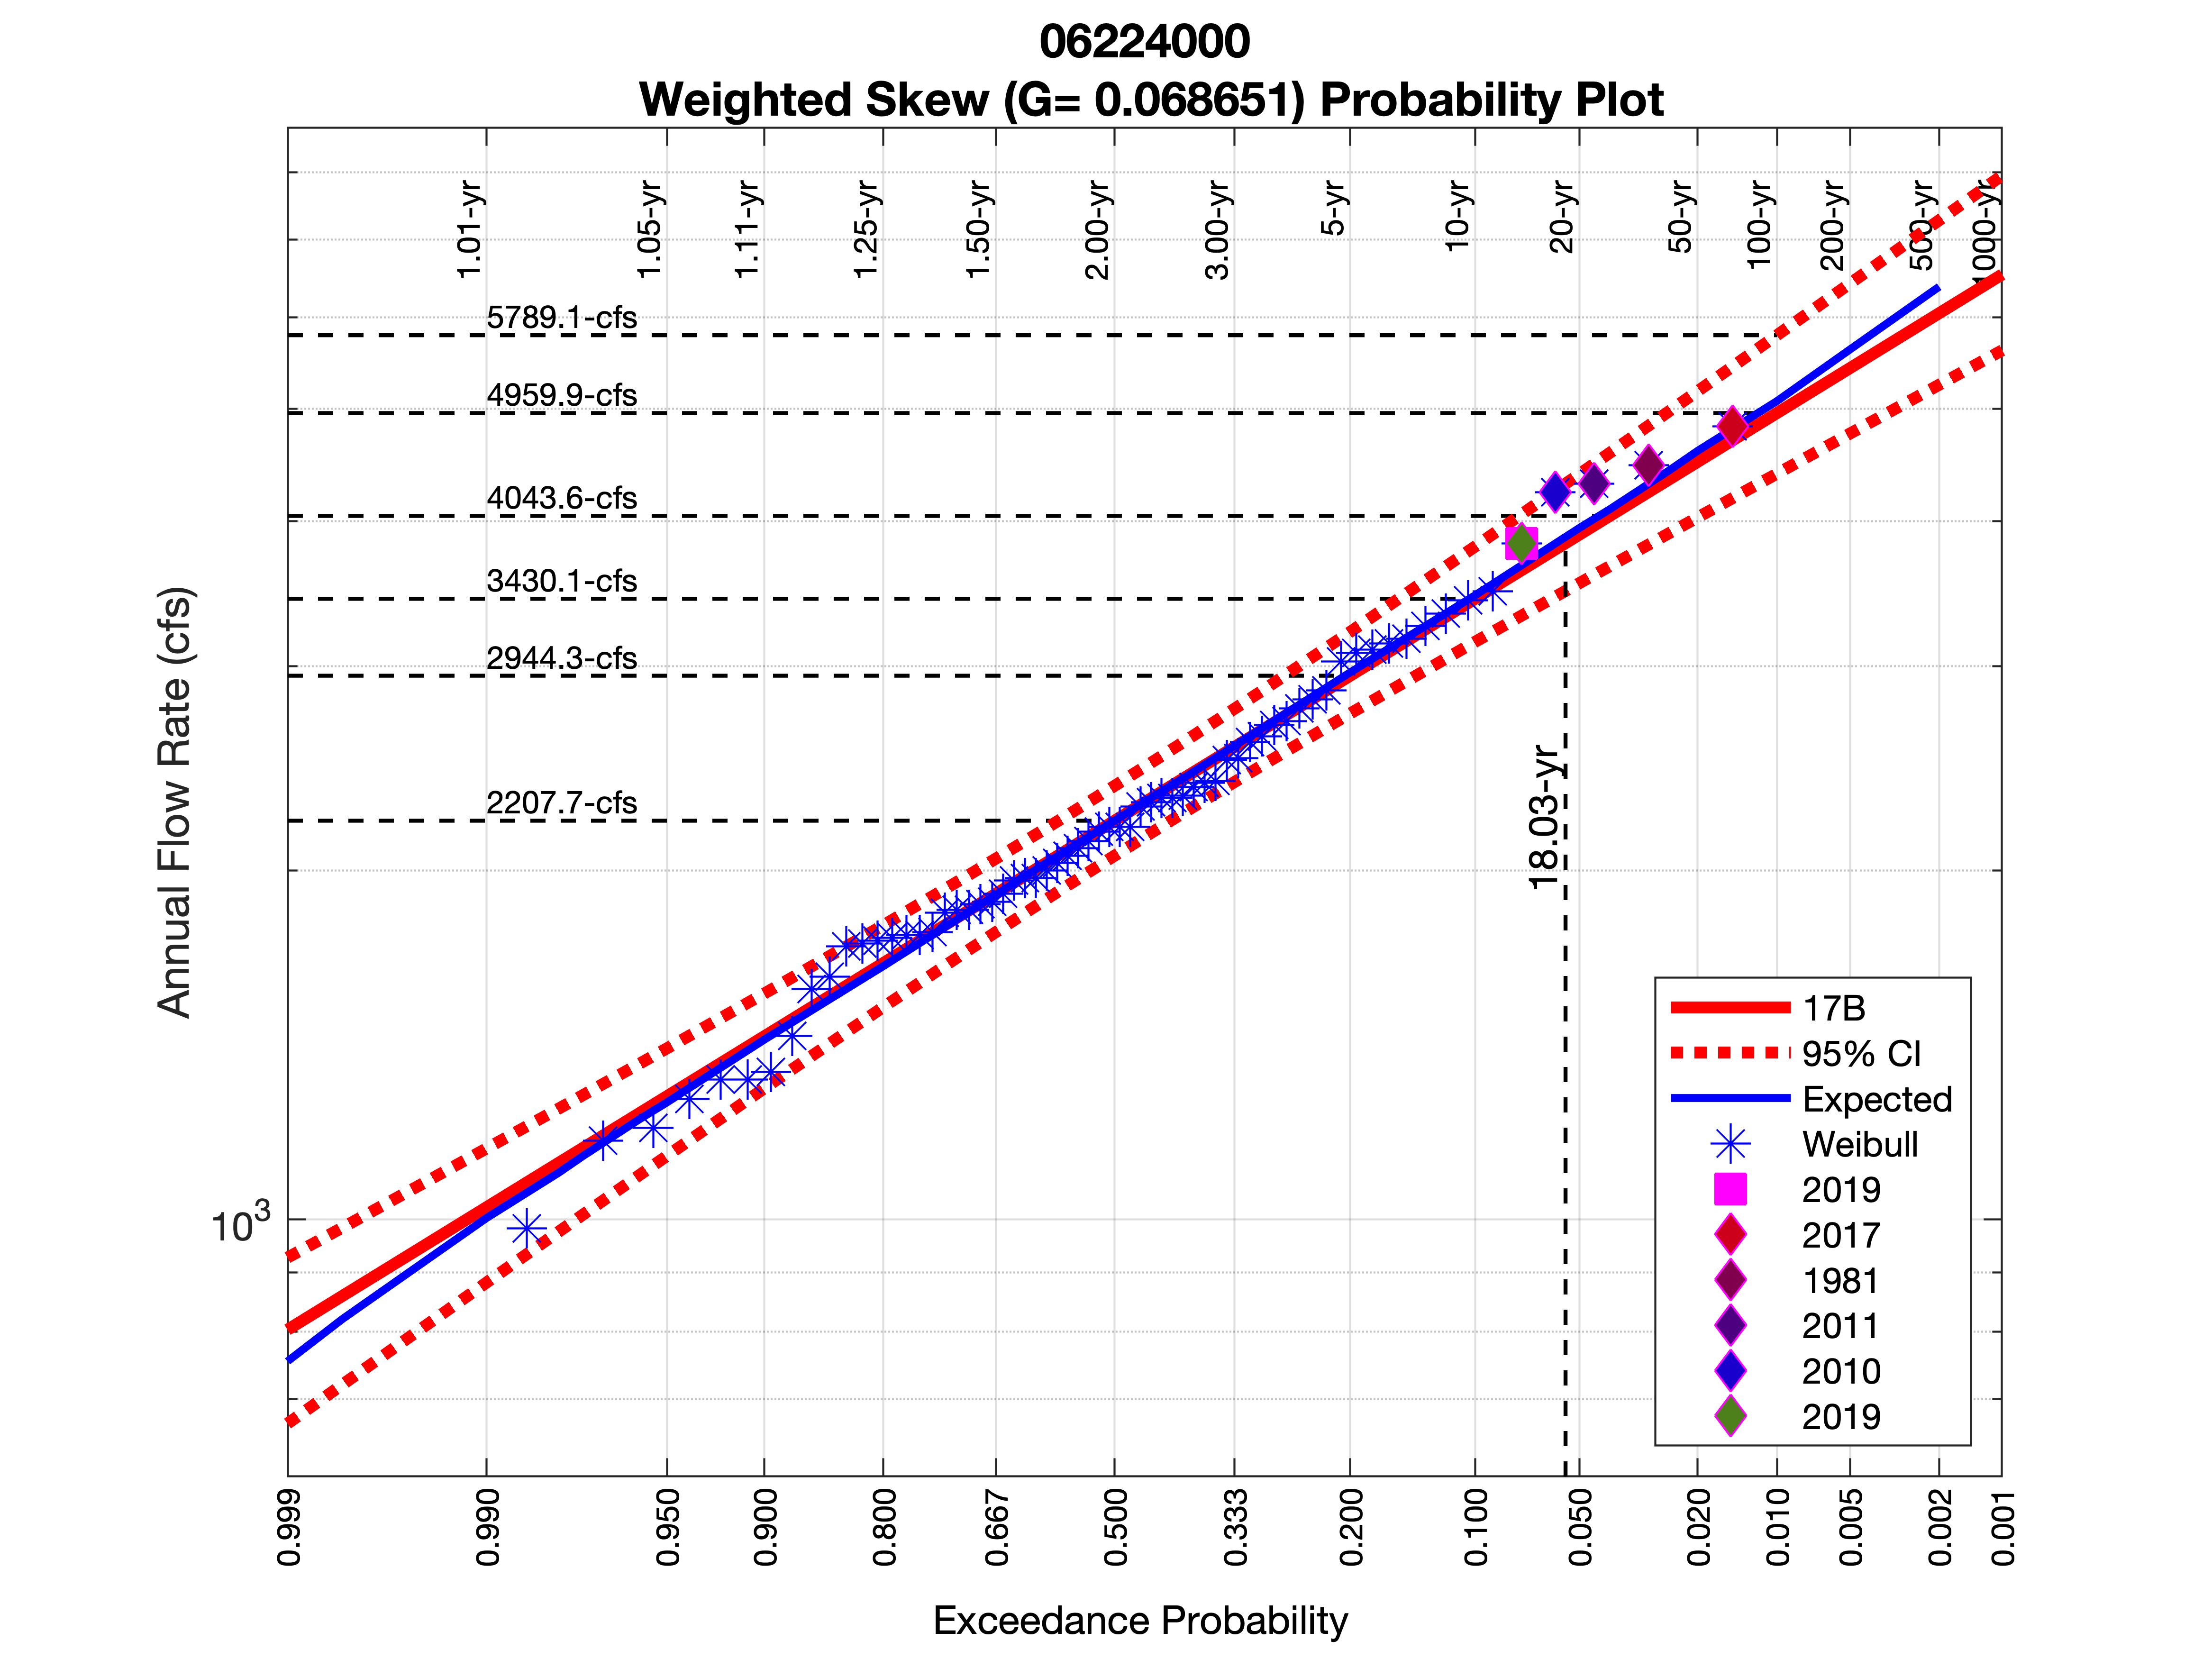 06224000
Weighted Skew (G= 0.068651) Probability Plot
1.01-yr
1.05-yr
1.11-yr
1.25-yr
1.50-yr
2.00-yr
3.00-yr
5-yr
10-yr
20-yr
50-yr
100-yr
200-yr
500-yr
1000-yr
5789.1-cfs
4959.9-cfs
4043.6-cfs
3430.1-cfs
2944.3-cfs
2207.7-cfs
18.03-yr
Annual Flow Rate (cfs)
10³
17B
95% CI
Expected
Weibull
2019
2017
1981
2011
2010
2019
0.999
0.990
0.950
0.900
0.800
0.667
0.500
0.333
0.200
0.100
0.050
0.020
0.010
0.005
0.002
0.001
Exceedance Probability